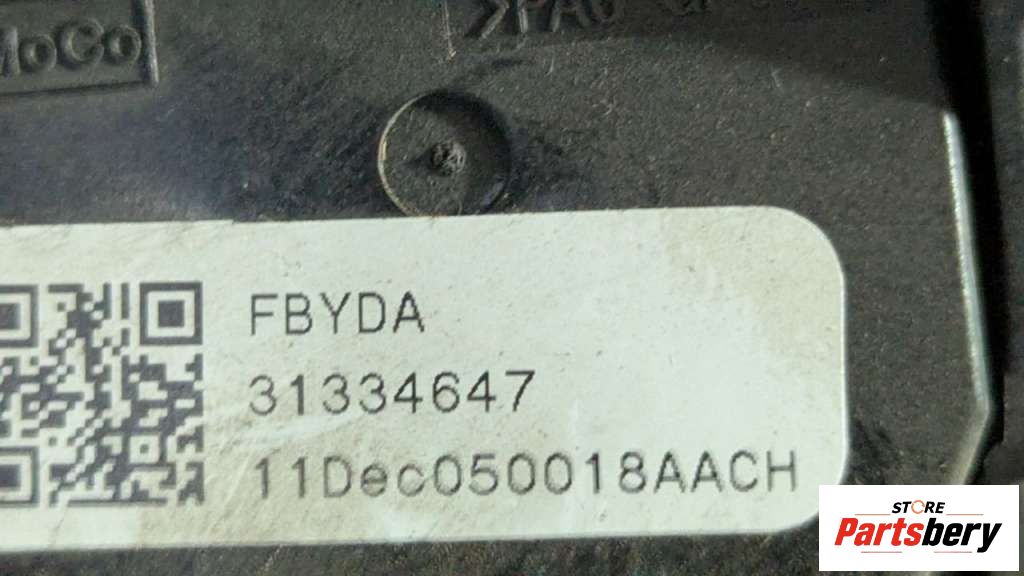 MoCo
>PA6
FBYDA
31334647
11Dec050018AACH
STORE
Partsbery